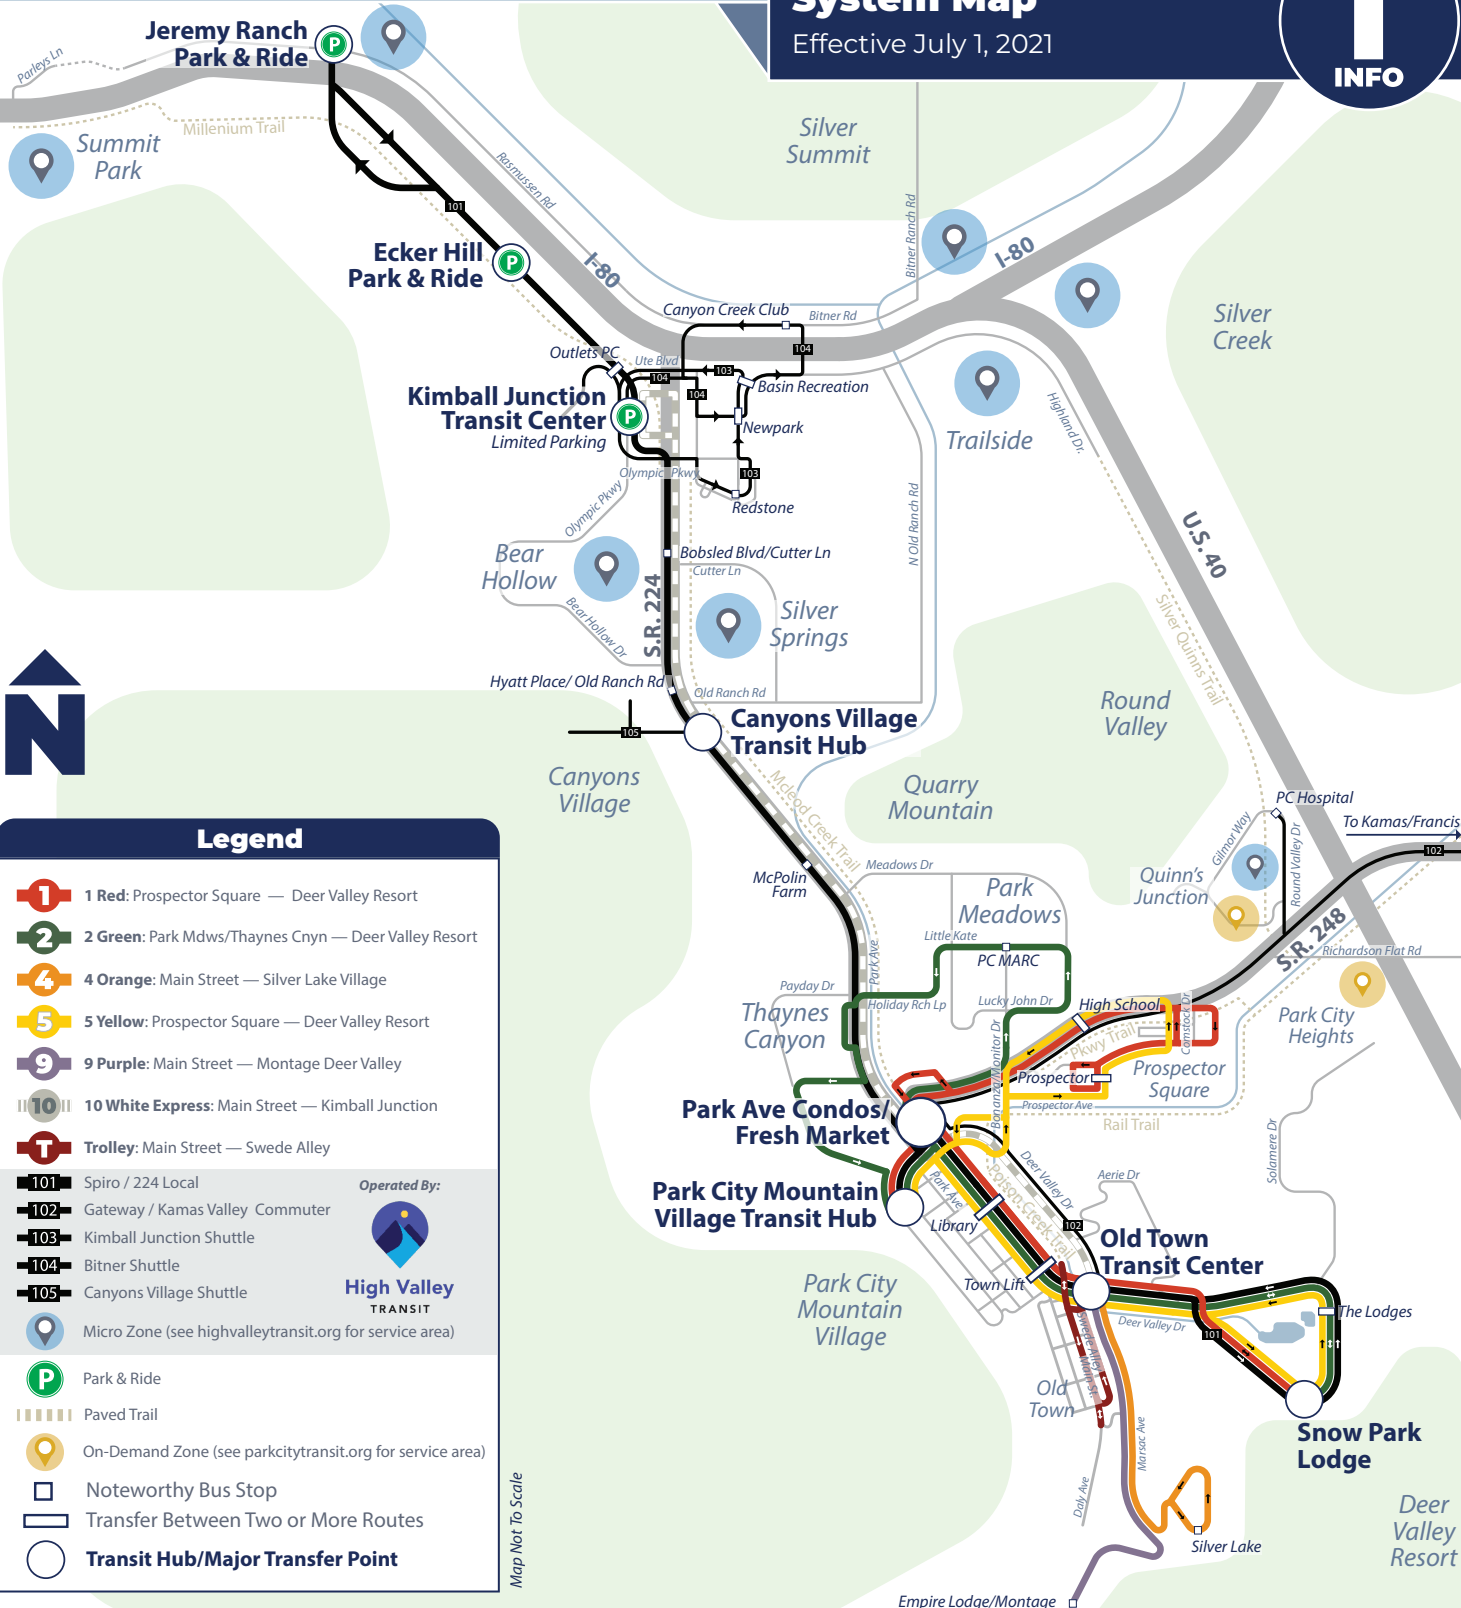 System Map
Effective July 1, 2021
INFO
Jeremy Ranch
Park & Ride
P
Parleys Ln
Millenium Trail
Summit
Park
Rasmussen Rd
101
Ecker Hill
Park & Ride
P
I-80
Silver
Summit
Bitner Ranch Rd
I-80
Silver
Creek
Canyon Creek Club
Bitner Rd
104
Outlets PC
Ute Blvd
103
104
104
Basin Recreation
Kimball Junction
Transit Center
Limited Parking
P
Newpark
Trailside
Highland Dr.
Olympic Pkwy
103
Redstone
Olympic Pkwy
N Old Ranch Rd
U.S. 40
Bear
Hollow
Bobsled Blvd/Cutter Ln
Cutter Ln
S.R. 224
Bear Hollow Dr
Silver
Springs
Silver Quinns Trail
Hyatt Place/ Old Ranch Rd
Old Ranch Rd
N
105
Canyons Village
Transit Hub
Round
Valley
Canyons
Village
Mcleod Creek Trail
Quarry
Mountain
PC Hospital
To Kamas/Francis
102
Gilmor Way
Round Valley Dr
McPolin
Farm
Meadows Dr
Park
Meadows
Quinn's
Junction
S.R. 248
Richardson Flat Rd
Little Kate
PC MARC
Park Ave
Payday Dr
Holiday Rch Lp
Lucky John Dr
High School
Comstock Dr
Thaynes
Canyon
Park City
Heights
Bonanza/Monitor Dr
Pkwy Trail
Prospector
Prospector
Square
Prospector Ave
Rail Trail
Park Ave Condos/
Fresh Market
Solamere Dr
Park City Mountain
Village Transit Hub
Park Ave
Poison Creek Trail
Deer Valley Dr
Aerie Dr
Library
102
Old Town
Transit Center
Town Lift
Park City
Mountain
Village
Deer Valley Dr
101
The Lodges
Swede Alley
Main St.
Old
Town
Snow Park
Lodge
Marsac Ave
Daly Ave
Silver Lake
Deer
Valley
Resort
Empire Lodge/Montage
Legend
1 1 Red: Prospector Square — Deer Valley Resort
2 2 Green: Park Mdws/Thaynes Cnyn — Deer Valley Resort
4 4 Orange: Main Street — Silver Lake Village
5 5 Yellow: Prospector Square — Deer Valley Resort
9 9 Purple: Main Street — Montage Deer Valley
10 10 White Express: Main Street — Kimball Junction
T Trolley: Main Street — Swede Alley
101 Spiro / 224 Local
102 Gateway / Kamas Valley Commuter
103 Kimball Junction Shuttle
104 Bitner Shuttle
105 Canyons Village Shuttle
Operated By:
High Valley
TRANSIT
Micro Zone (see highvalleytransit.org for service area)
P Park & Ride
Paved Trail
On-Demand Zone (see parkcitytransit.org for service area)
Noteworthy Bus Stop
Transfer Between Two or More Routes
Transit Hub/Major Transfer Point
Map Not To Scale